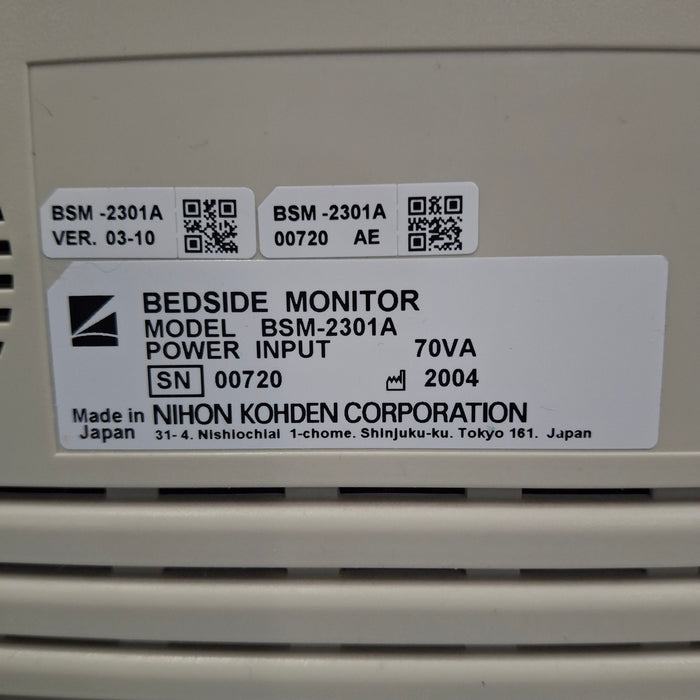 BSM -2301A
VER. 03-10
BSM -2301A
00720 AE
BEDSIDE MONITOR
MODEL BSM-2301A
POWER INPUT 70VA
SN 00720 2004
Made in Japan NIHON KOHDEN CORPORATION
31-4, Nishiochiai 1-chome, Shinjuku-ku, Tokyo 161, Japan